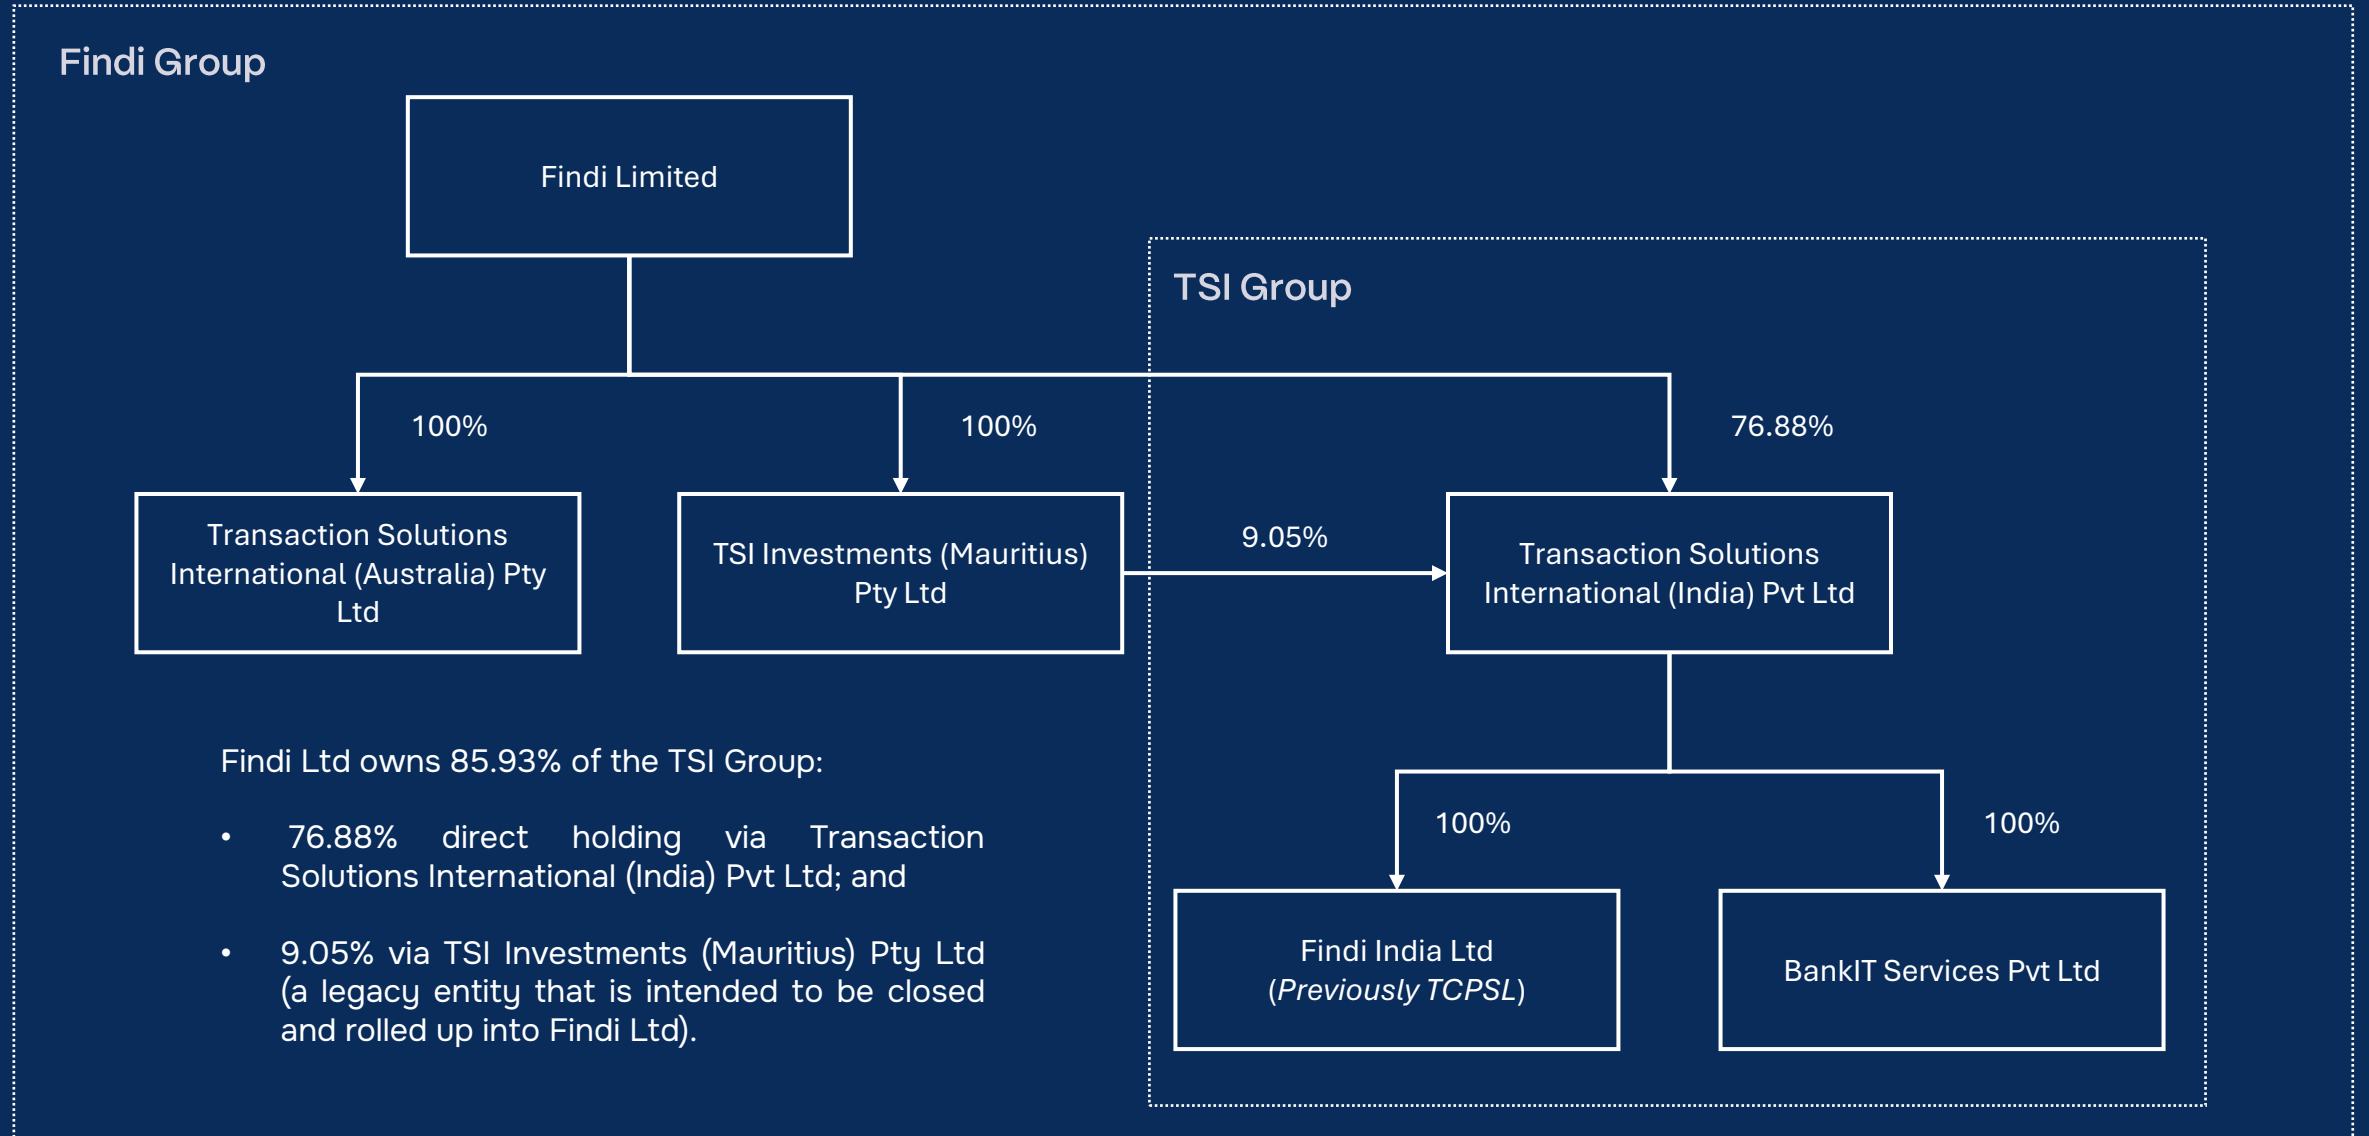 Findi Group
Findi Limited
TSI Group
100%
100%
76.88%
Transaction Solutions
International (Australia) Pty
Ltd
TSI Investments (Mauritius)
Pty Ltd
9.05%
Transaction Solutions
International (India) Pvt Ltd
Findi Ltd owns 85.93% of the TSI Group:
• 76.88% direct holding via Transaction
Solutions International (India) Pvt Ltd; and
• 9.05% via TSI Investments (Mauritius) Pty Ltd
(a legacy entity that is intended to be closed
and rolled up into Findi Ltd).
100%
100%
Findi India Ltd
(Previously TCPSL)
BankIT Services Pvt Ltd